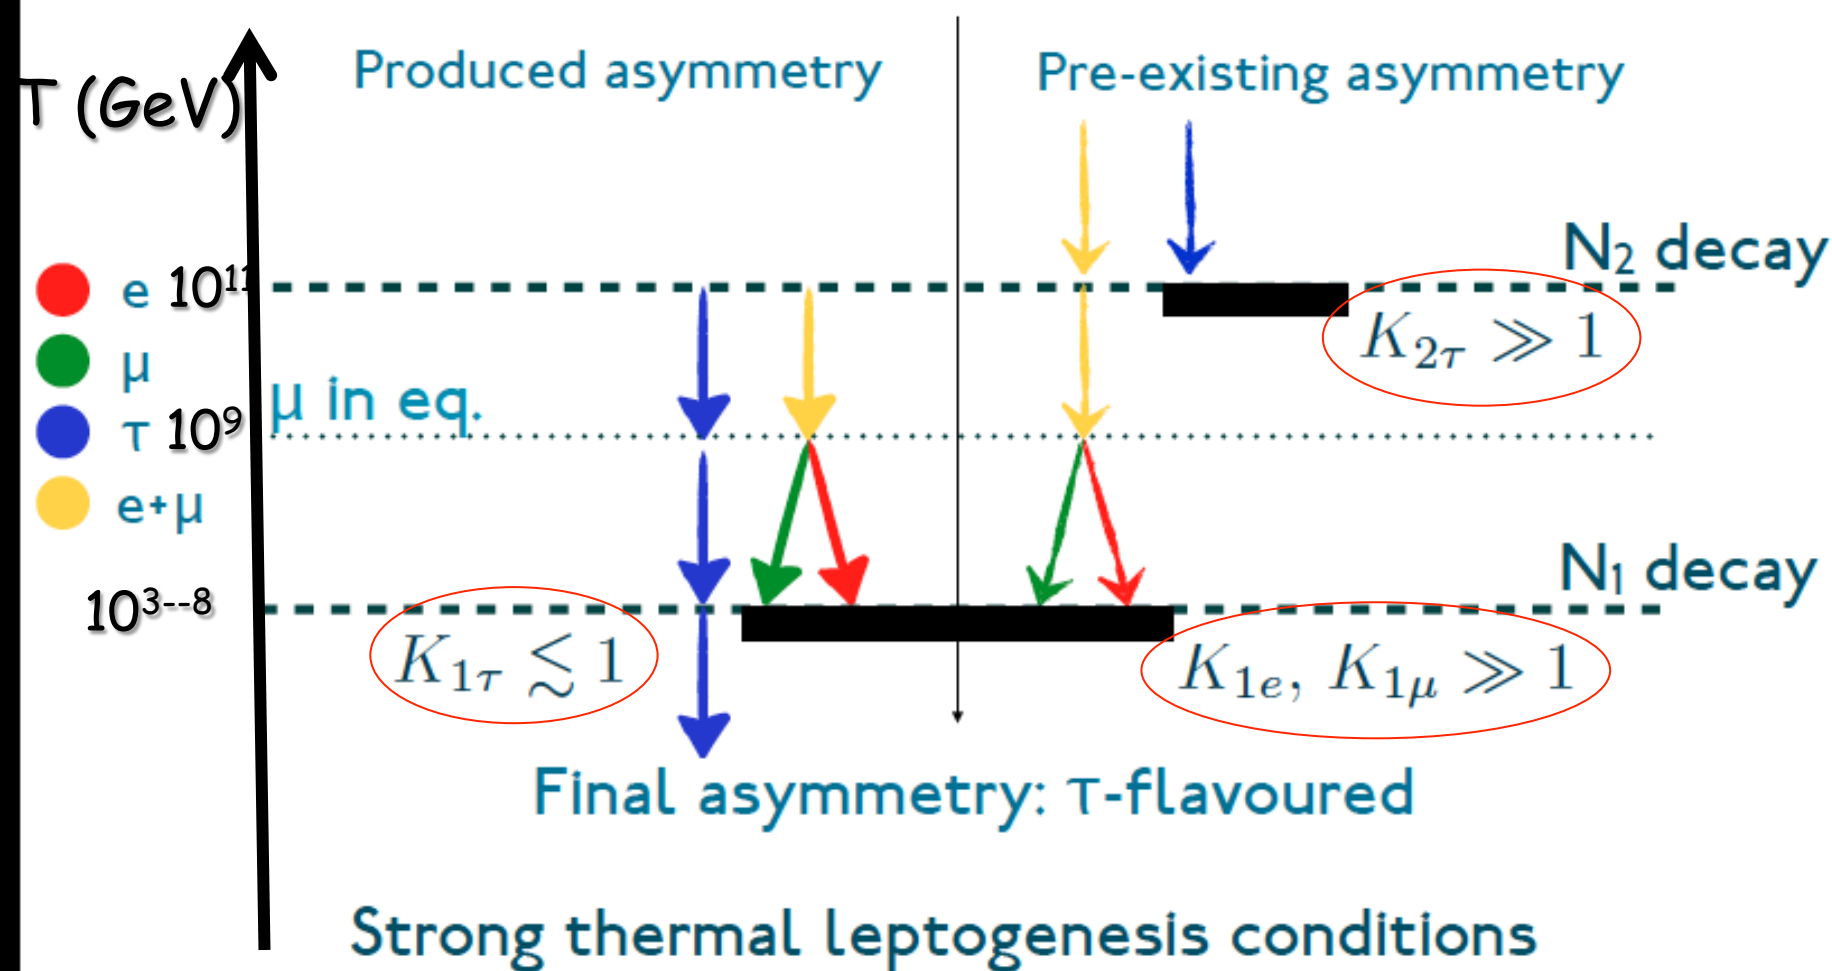 Produced asymmetry
Pre-existing asymmetry
T (GeV)
N₂ decay
e 10¹¹
K₂τ ≫ 1
μ
μ in eq.
τ 10⁹
e+μ
N₁ decay
10³⁻⁻⁸
K₁τ ≲ 1
K₁ₑ, K₁μ ≫ 1
Final asymmetry: τ-flavoured
Strong thermal leptogenesis conditions